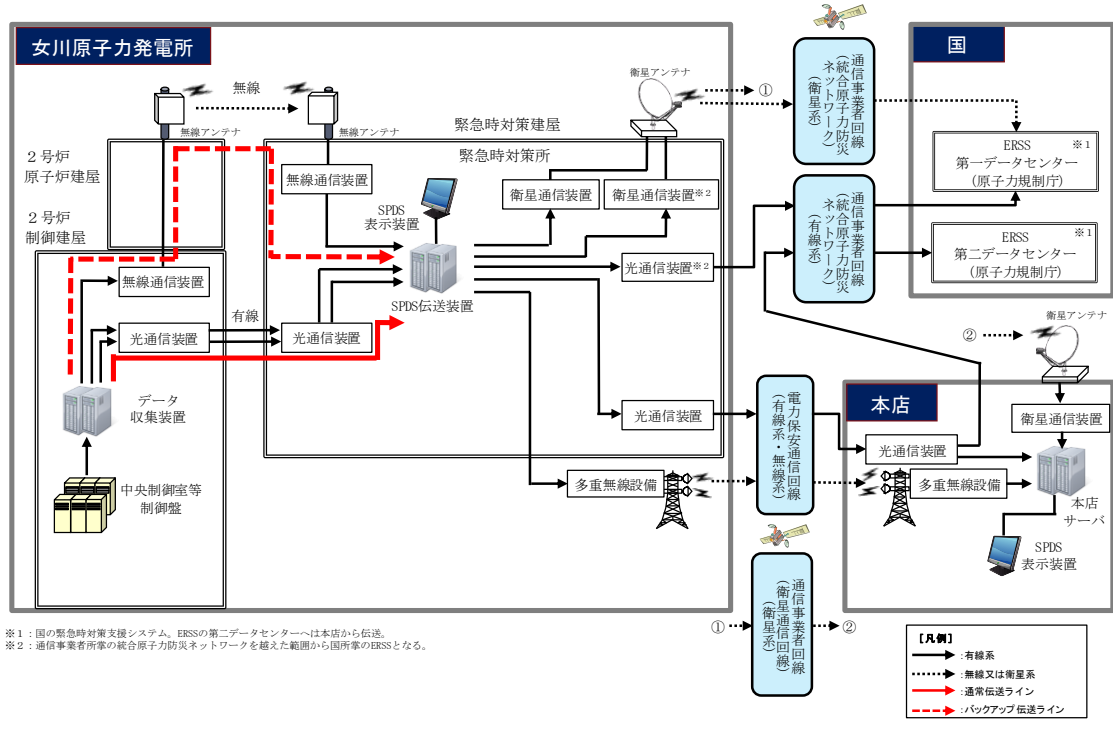 女川原子力発電所
無線
無線アンテナ
無線アンテナ
衛星アンテナ
①
緊急時対策建屋
緊急時対策所
2号炉
原子炉建屋
2号炉
制御建屋
無線通信装置
SPDS
表示装置
衛星通信装置
衛星通信装置※2
光通信装置※2
SPDS伝送装置
無線通信装置
光通信装置
有線
光通信装置
データ
収集装置
中央制御室等
制御盤
光通信装置
多重無線設備
通信事業者回線
(統合原子力防災
ネットワーク)
(衛星系)
通信事業者回線
(統合原子力防災
ネットワーク)
(有線系)
電力保安通信回線
(有線系・無線系)
通信事業者回線
(衛星通信回線)
(衛星系)
①
②
国
ERSS ※1
第一データセンター
(原子力規制庁)
ERSS ※1
第二データセンター
(原子力規制庁)
②
衛星アンテナ
本店
衛星通信装置
光通信装置
多重無線設備
本店
サーバ
SPDS
表示装置
※1:国の緊急時対策支援システム。ERSSの第二データセンターへは本店から伝送。
※2:通信事業者所掌の統合原子力防災ネットワークを越えた範囲から国所掌のERSSとなる。
【凡例】
:有線系
:無線又は衛星系
:通常伝送ライン
:バックアップ伝送ライン